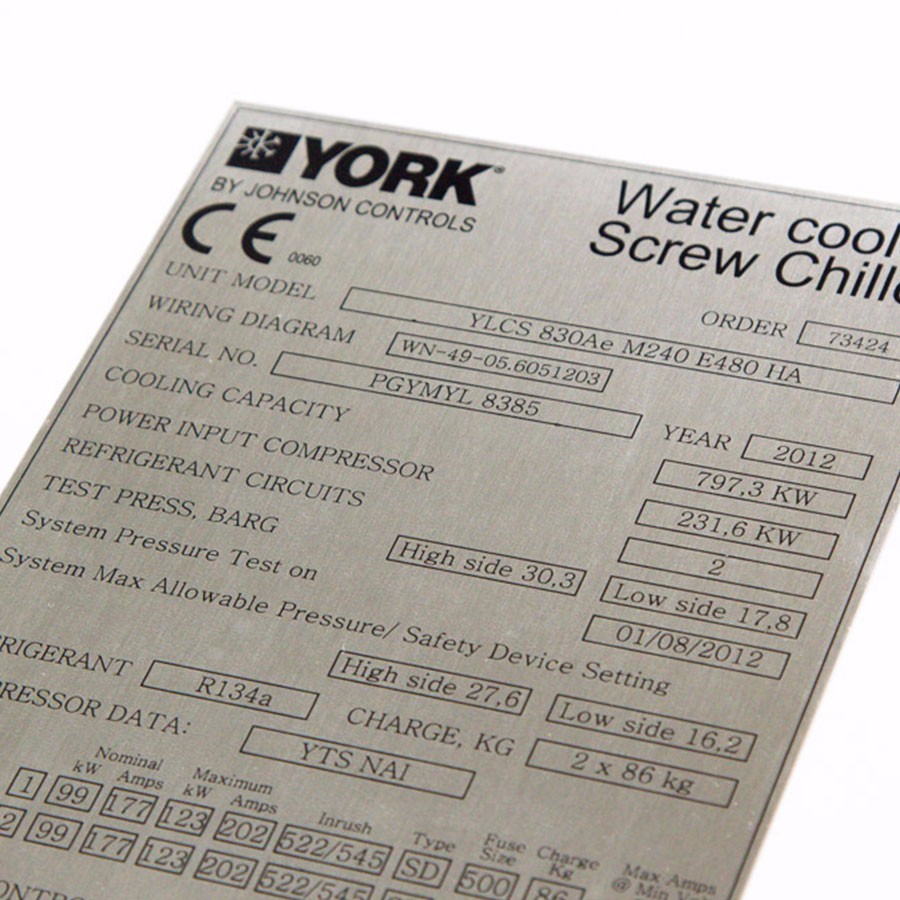 YORK®
BY JOHNSON CONTROLS
CE 0060
Water cool
Screw Chille
ORDER 73424
UNIT MODEL YLCS 830Ae M240 E480 HA
WIRING DIAGRAM WN-49-05.6051203
SERIAL NO. PGYMYL 8385
YEAR 2012
COOLING CAPACITY 797,3 KW
POWER INPUT COMPRESSOR 231,6 KW
REFRIGERANT CIRCUITS 2
TEST PRESS, BARG High side 30,3 Low side 17,8
System Pressure Test on 01/08/2012
System Max Allowable Pressure/ Safety Device Setting
High side 27,6 Low side 16,2
RIGERANT R134a CHARGE, KG 2 x 86 kg
PRESSOR DATA: YTS NAI
Nominal Maximum
kW Amps kW Amps Inrush Type Fuse Size Charge Kg Max Amps @ Min
1 99 177 123 202 522/545 SD 500 86
2 99 177 123 202 522/545